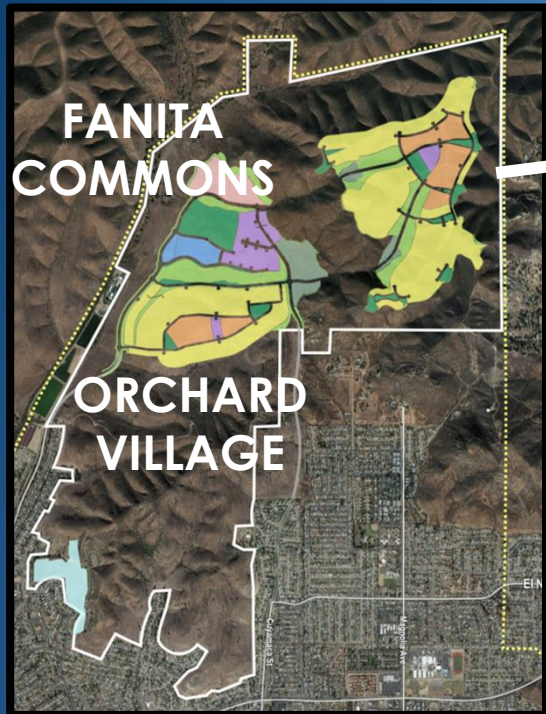 FANITA
COMMONS
ORCHARD
VILLAGE
El N
Cuyamaca St
Magnolia Ave